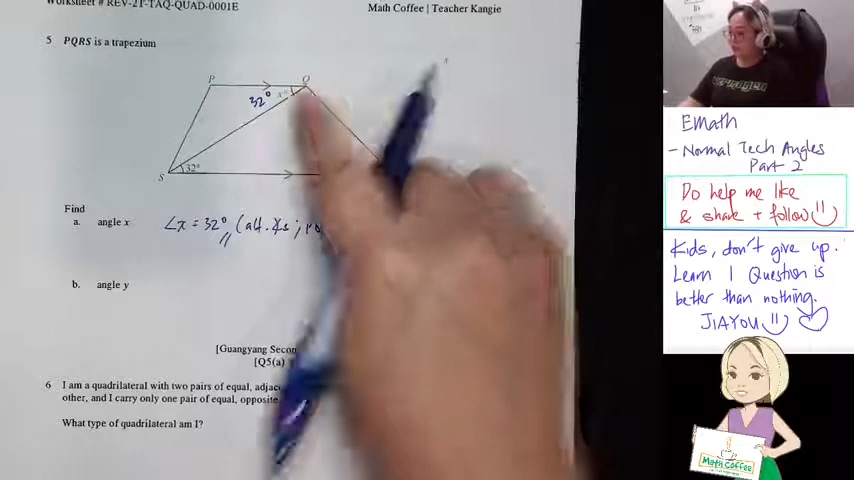 Worksheet # REV-21-TAQ-QUAD-0001E
Math Coffee | Teacher Kangie
5 PQRS is a trapezium
P
Q
32°
x°
S
32°
Find
a. angle x
∠x = 32° (alt. ∠s ;
b. angle y
[Guangyang Secon
[Q5(a)
6 I am a quadrilateral with two pairs of equal, adjac
other, and I carry only one pair of equal, opposite
What type of quadrilateral am I?
EMath
- Normal Tech Angles
Part 2
Do help me like
& share + follow
Kids, don't give up.
Learn 1 Question is
better than nothing.
JIAYOU
Math Coffee